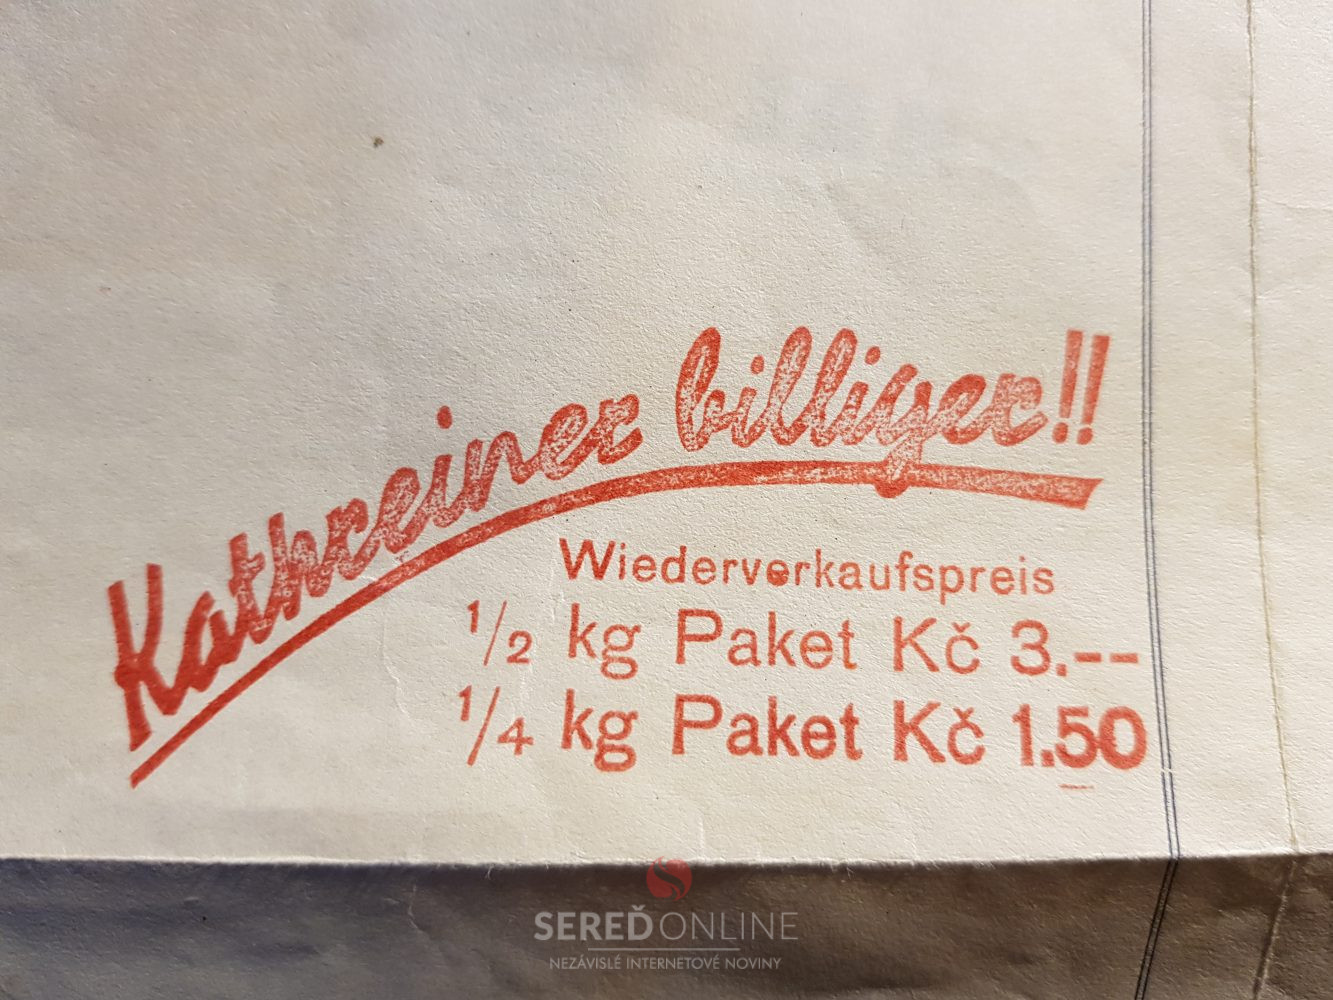 Kathreiner billiger!!
Wiederverkaufspreis
1/2 kg Paket Kč 3.--
1/4 kg Paket Kč 1.50
SEREĎONLINE
NEZÁVISLÉ INTERNETOVÉ NOVINY